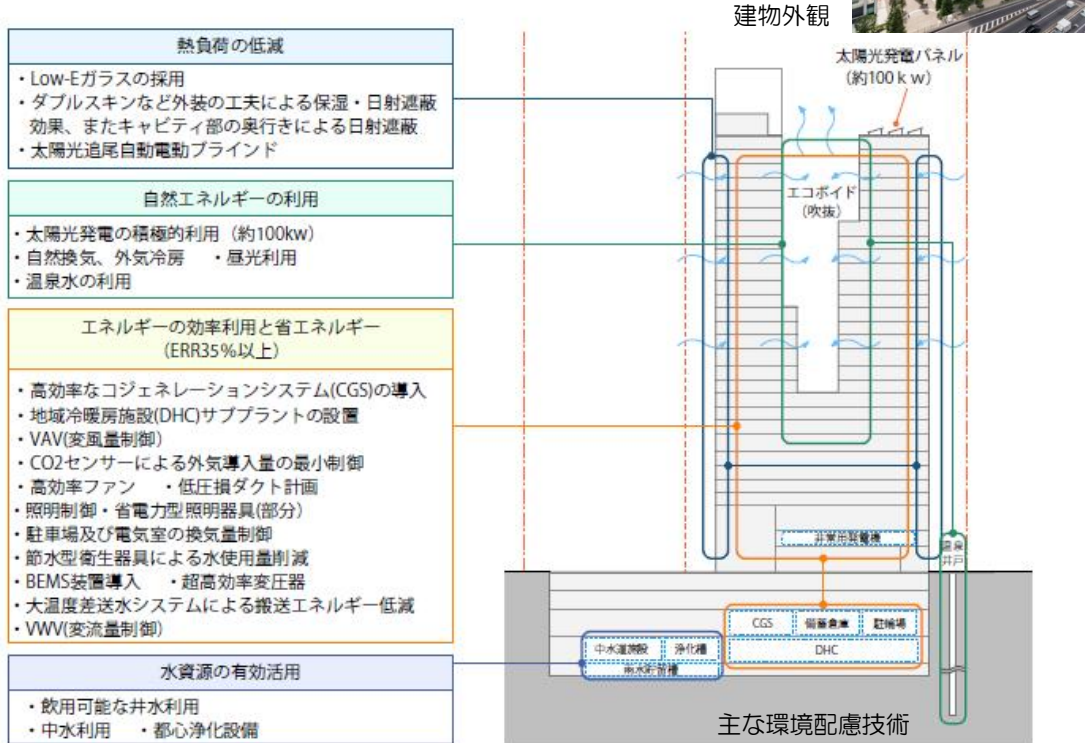 建物外観
熱負荷の低減
・Low-Eガラスの採用
・ダブルスキンなど外装の工夫による保湿・日射遮蔽
効果、またキャビティ部の奥行きによる日射遮蔽
・太陽光追尾自動電動ブラインド
自然エネルギーの利用
・太陽光発電の積極的利用（約100kw）
・自然換気、外気冷房　・昼光利用
・温泉水の利用
エネルギーの効率利用と省エネルギー
(ERR35%以上)
・高効率なコジェネレーションシステム(CGS)の導入
・地域冷暖房施設(DHC)サブプラントの設置
・VAV(変風量制御)
・CO2センサーによる外気導入量の最小制御
・高効率ファン　・低圧損ダクト計画
・照明制御・省電力型照明器具(部分)
・駐車場及び電気室の換気量制御
・節水型衛生器具による水使用量削減
・BEMS装置導入　・超高効率変圧器
・大温度差送水システムによる搬送エネルギー低減
・VWV(変流量制御)
水資源の有効活用
・飲用可能な井水利用
・中水利用　・都心浄化設備
太陽光発電パネル
（約100ｋｗ）
エコボイド
（吹抜）
非常用発電機
温泉
井戸
CGS
備蓄倉庫
駐輪場
DHC
中水道施設
浄化槽
雨水貯留槽
主な環境配慮技術